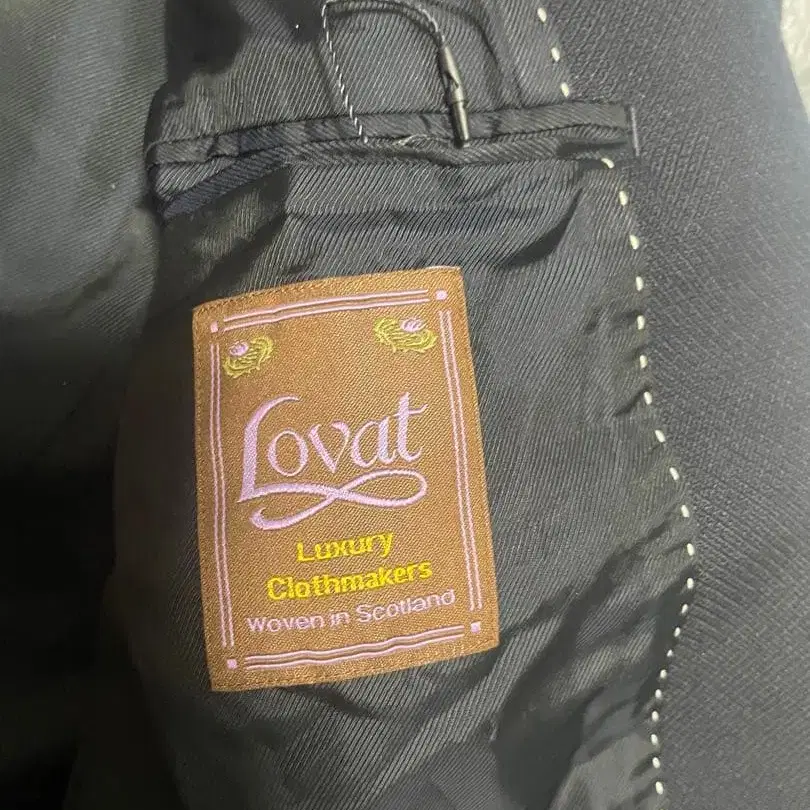 Lovat
Luxury
Clothmakers
Woven in Scotland